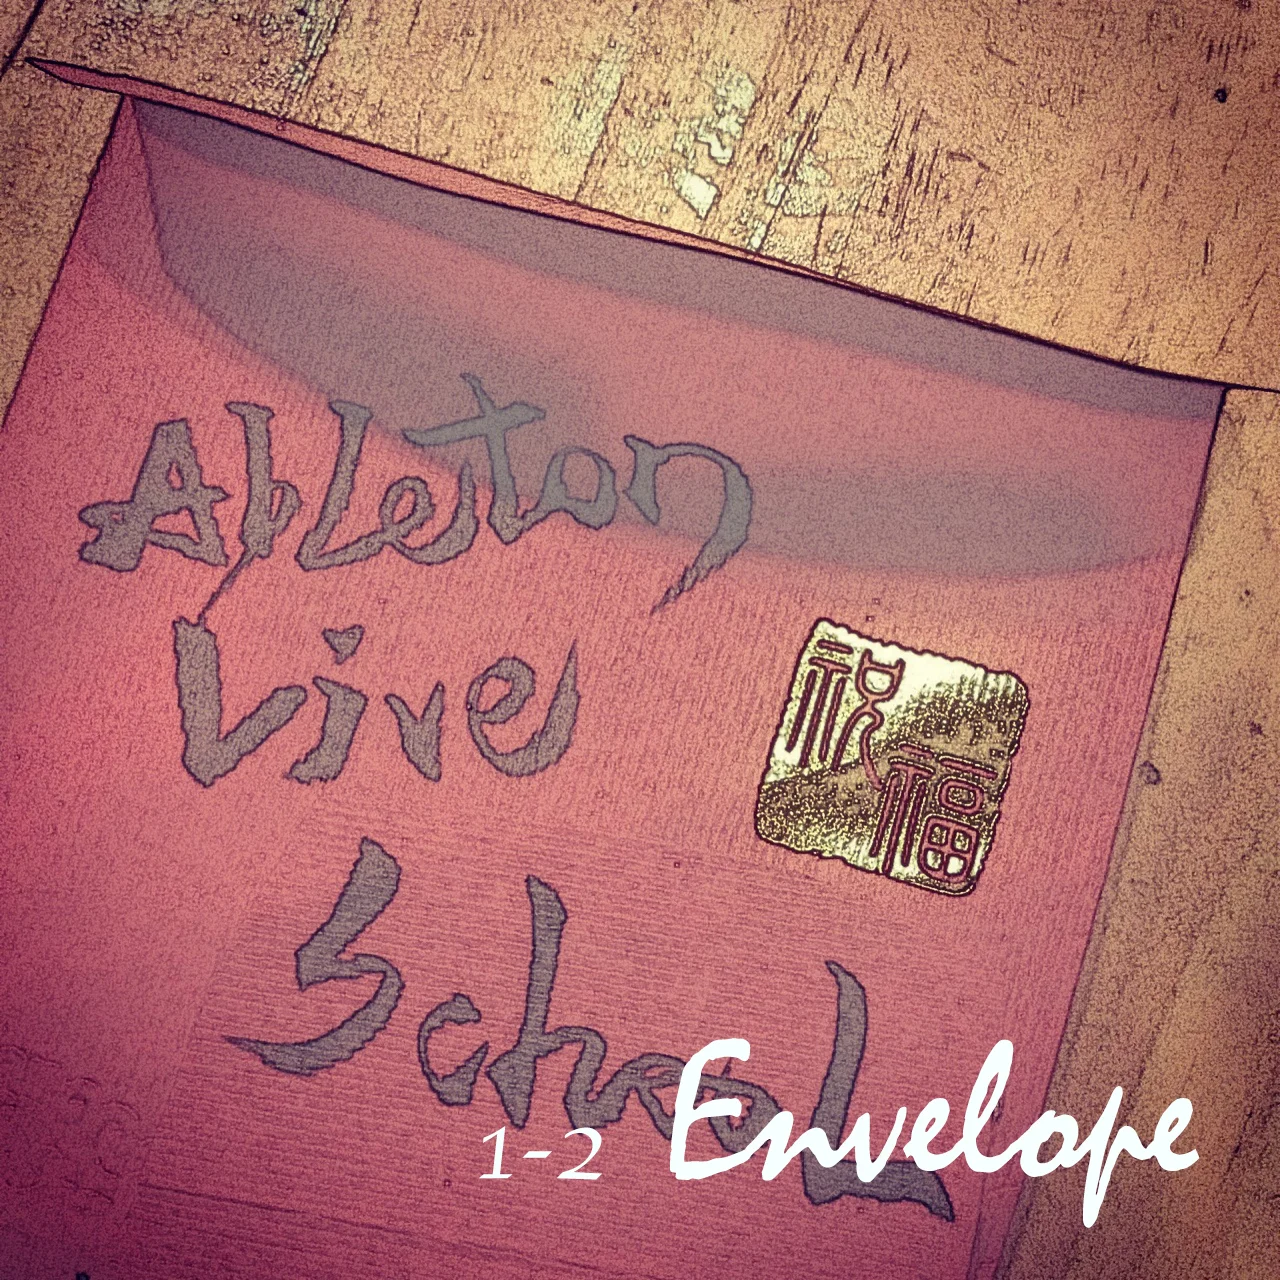 Ableton
Live
School
祝福
1-2 Envelope